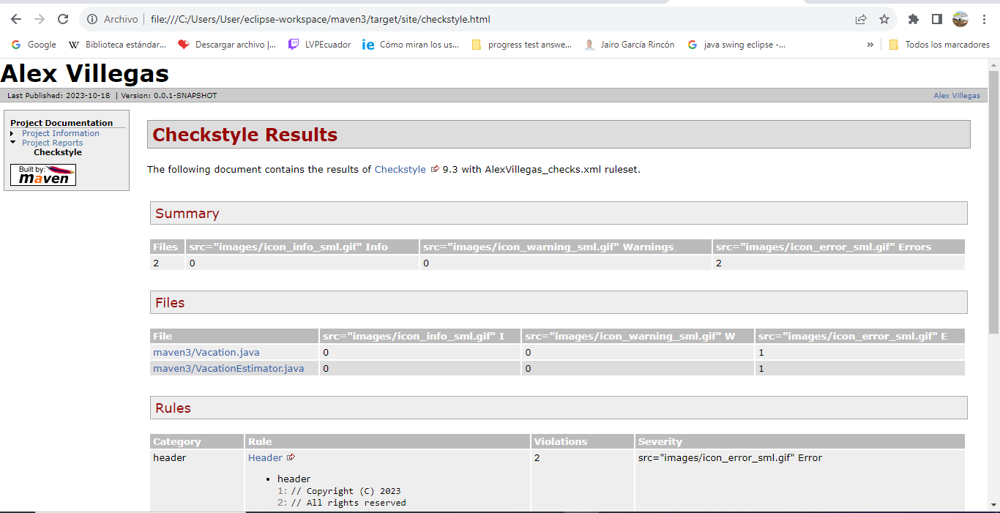 Archivo | file:///C:/Users/User/eclipse-workspace/maven3/target/site/checkstyle.html
Google Biblioteca estándar... Descargar archivo |... LVPEcuador Cómo miran los us... progress test answe... Jairo García Rincón java swing eclipse -... » Todos los marcadores
Alex Villegas
Last Published: 2023-10-18 | Version: 0.0.1-SNAPSHOT Alex Villegas
Project Documentation
Project Information
Project Reports
Checkstyle
Built by:
maven
Checkstyle Results
The following document contains the results of Checkstyle 9.3 with AlexVillegas_checks.xml ruleset.
Summary
Files src="images/icon_info_sml.gif" Info src="images/icon_warning_sml.gif" Warnings src="images/icon_error_sml.gif" Errors
2 0 0 2
Files
File src="images/icon_info_sml.gif" I src="images/icon_warning_sml.gif" W src="images/icon_error_sml.gif" E
maven3/Vacation.java 0 0 1
maven3/VacationEstimator.java 0 0 1
Rules
Category Rule Violations Severity
header Header 2 src="images/icon_error_sml.gif" Error
• header
1: // Copyright (C) 2023
2: // All rights reserved